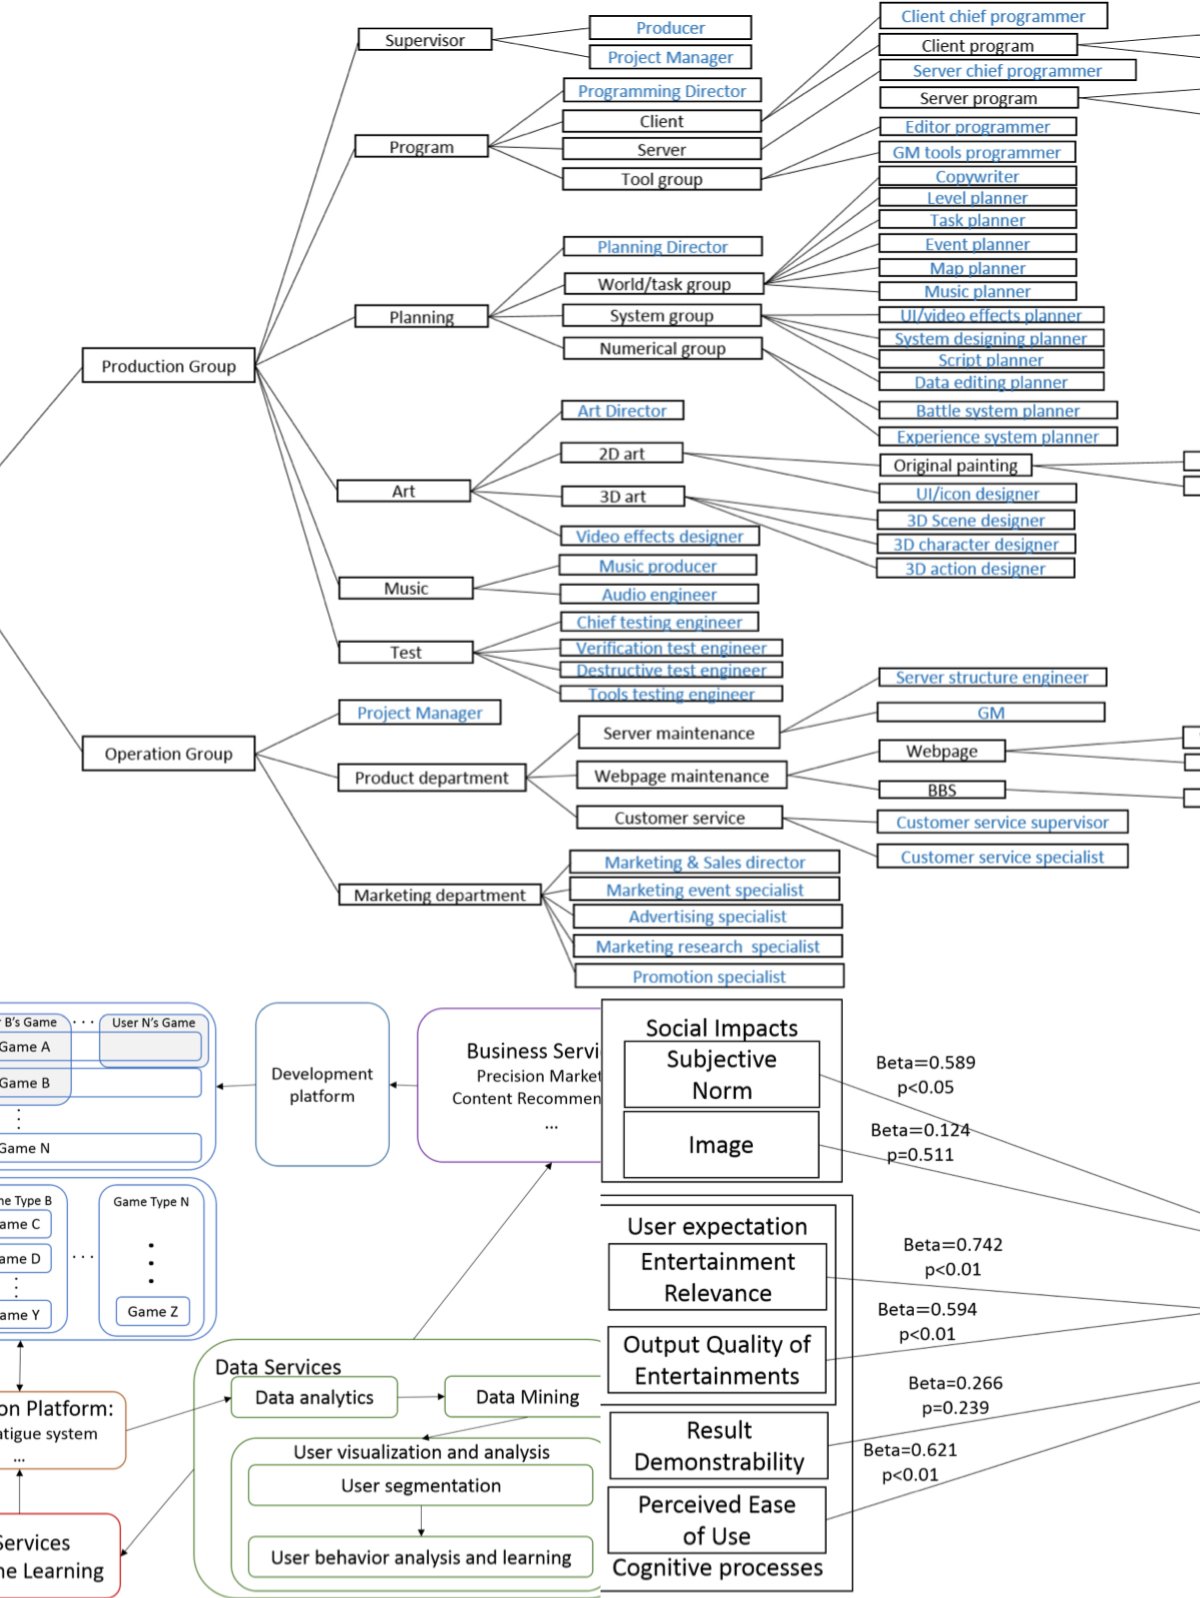 Supervisor
Producer
Project Manager
Client chief programmer
Client program
Server chief programmer
Server program
Programming Director
Client
Program
Server
Tool group
Editor programmer
GM tools programmer
Copywriter
Level planner
Task planner
Event planner
Map planner
Music planner
Planning Director
World/task group
Planning
System group
Numerical group
UI/video effects planner
System designing planner
Script planner
Data editing planner
Battle system planner
Experience system planner
Production Group
Art Director
2D art
Original painting
UI/icon designer
Art
3D art
3D Scene designer
3D character designer
3D action designer
Video effects designer
Music producer
Music
Audio engineer
Chief testing engineer
Test
Verification test engineer
Destructive test engineer
Tools testing engineer
Project Manager
Server structure engineer
GM
Operation Group
Server maintenance
Product department
Webpage maintenance
Webpage
BBS
Customer service
Customer service supervisor
Customer service specialist
Marketing department
Marketing & Sales director
Marketing event specialist
Advertising specialist
Marketing research specialist
Promotion specialist
B's Game
...
User N's Game
Game A
Game B
Game N
Development
platform
Business Servi
Precision Market
Content Recommen
...
Type B
Game Type N
ame C
ame D
...
ame Y
Game Z
on Platform:
atigue system
...
Services
ne Learning
Data Services
Data analytics
Data Mining
User visualization and analysis
User segmentation
User behavior analysis and learning
Social Impacts
Subjective
Norm
Image
Beta=0.589
p<0.05
Beta=0.124
p=0.511
User expectation
Entertainment
Relevance
Beta=0.742
p<0.01
Output Quality of
Entertainments
Beta=0.594
p<0.01
Result
Demonstrability
Beta=0.266
p=0.239
Perceived Ease
of Use
Beta=0.621
p<0.01
Cognitive processes